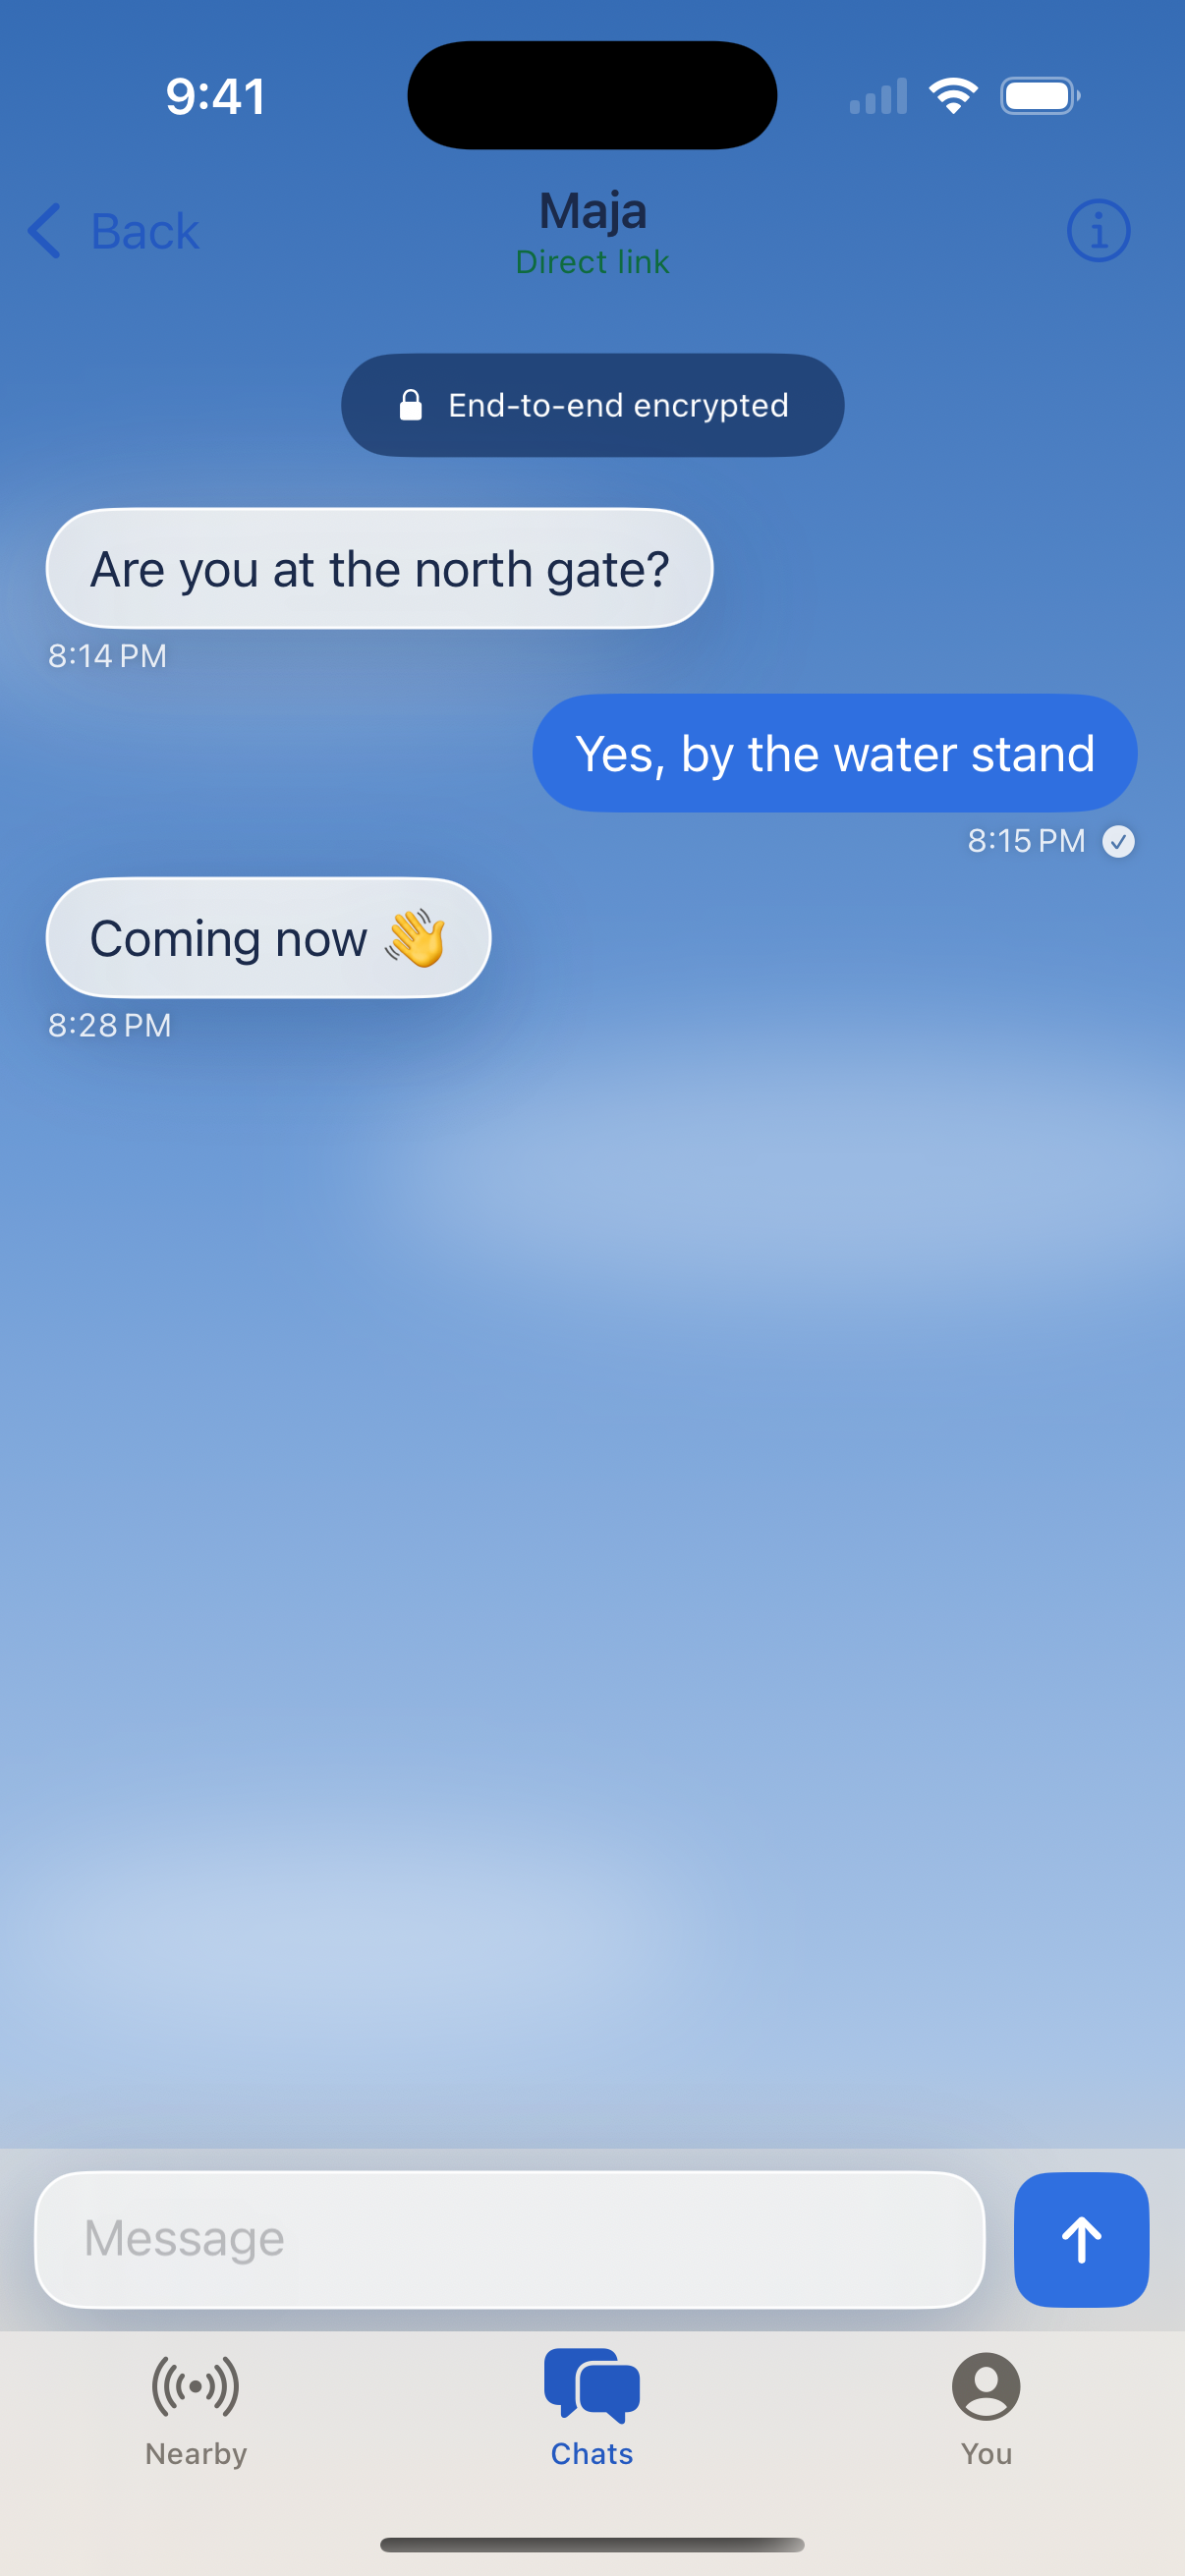 9:41
Back
Maja
Direct link
End-to-end encrypted
Are you at the north gate?
8:14 PM
Yes, by the water stand
8:15 PM
Coming now 👋
8:28 PM
Message
Nearby
Chats
You